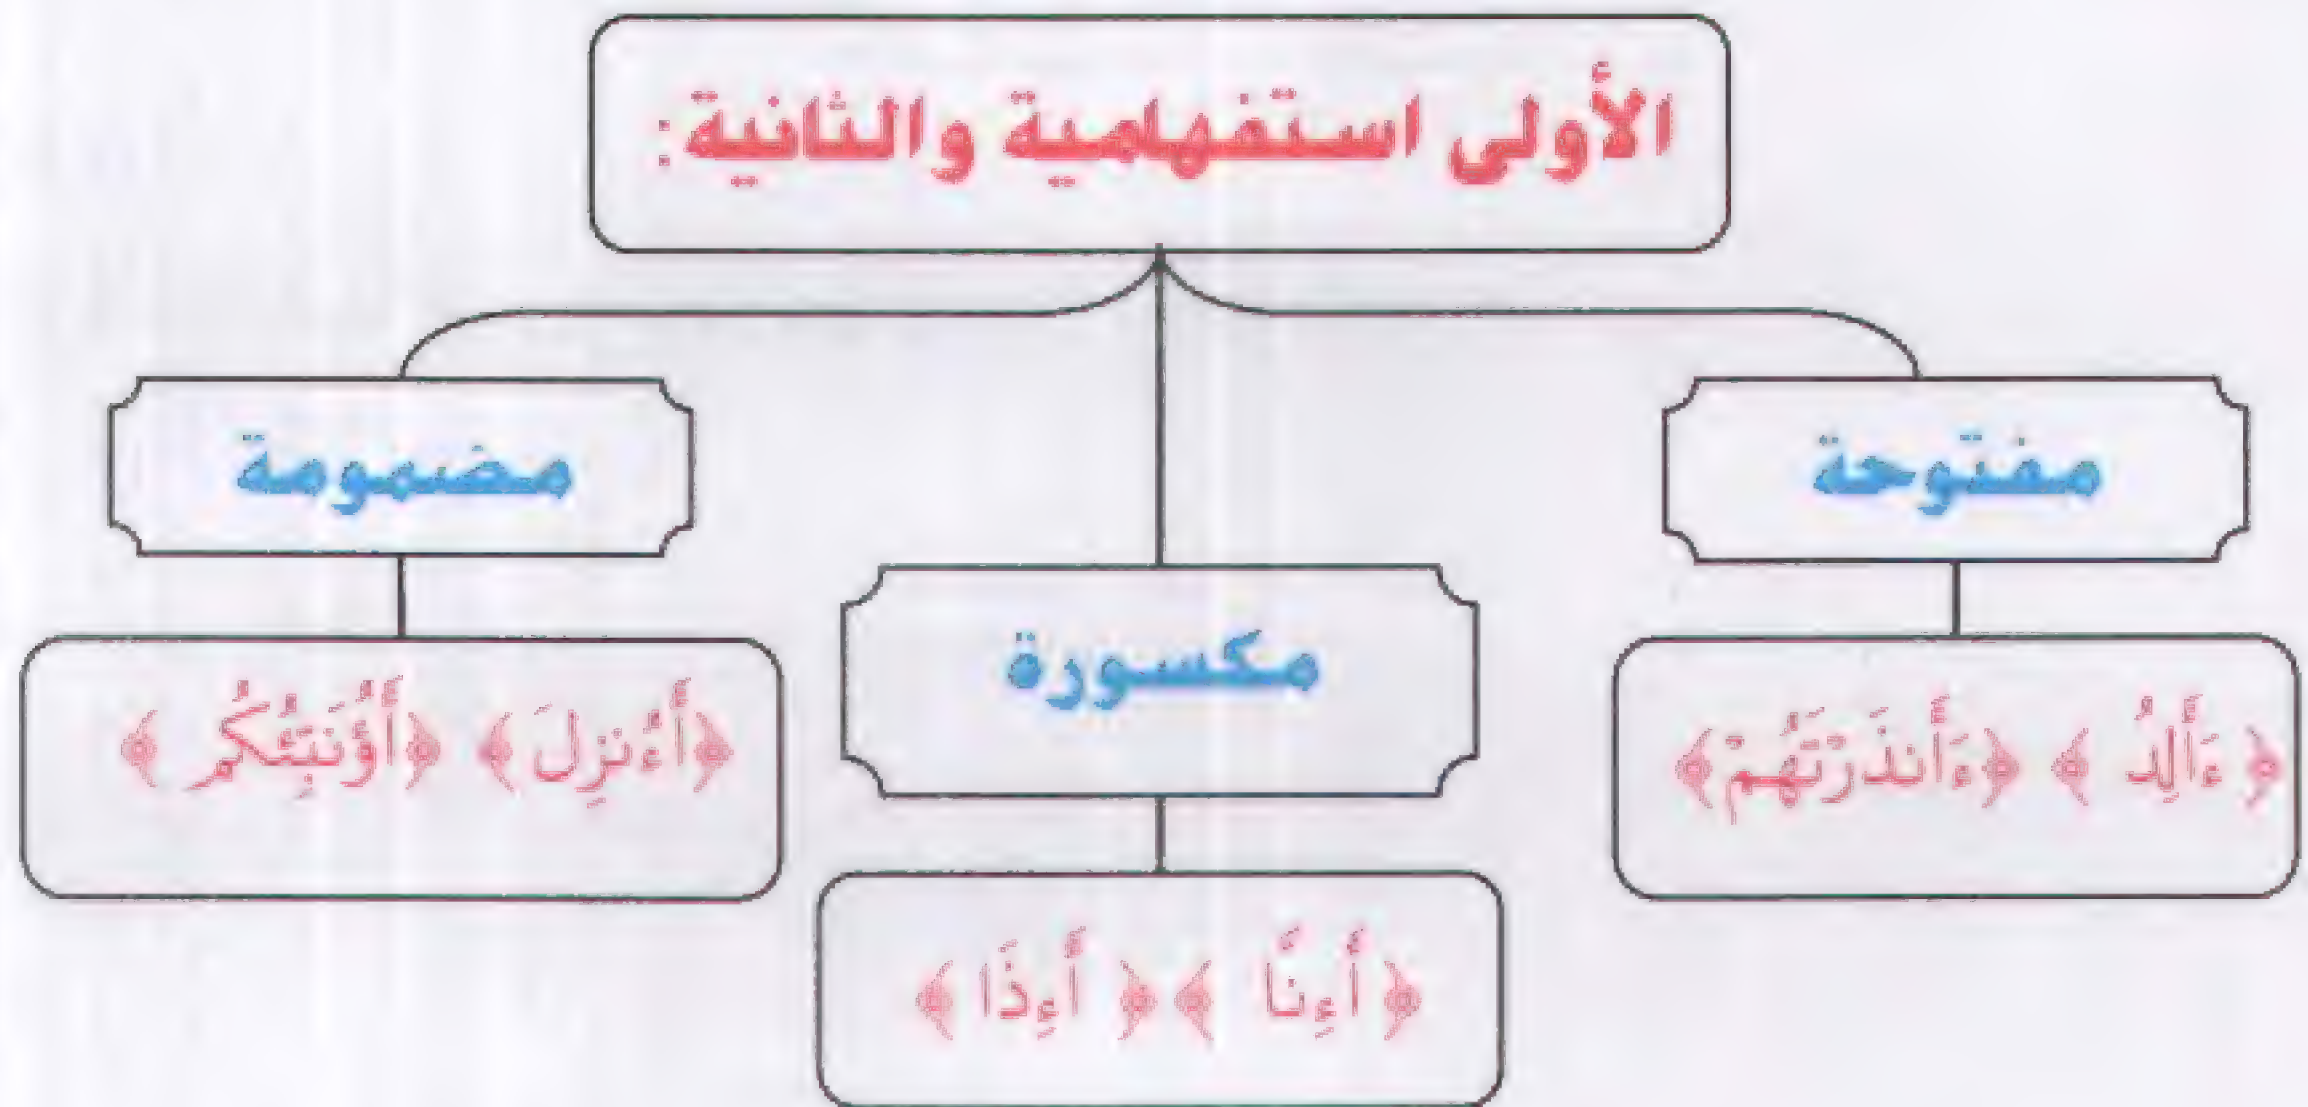 الأولى استفهامية والثانية:
مفتوحة
﴿ ءَأَلِدُ ﴾ ﴿ءَأَنذَرْتَهُمْ﴾
مكسورة
﴿ أَءِنَّا ﴾ ﴿ أَءِذَا ﴾
مضمومة
﴿أَءُنزِلَ﴾ ﴿أَؤُنَبِّئُكُم﴾